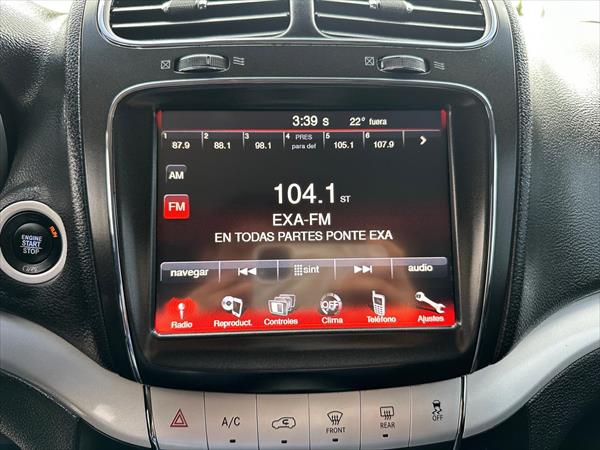 3:39 S 22° fuera
1 2 3 4 PRES 5 6
87.9 88.1 98.1 para def 105.1 107.9
AM
104.1 ST
FM
EXA-FM
EN TODAS PARTES PONTE EXA
navegar sint audio
OFF
Radio Reproduct. Controles Clima Teléfono Ajustes
RUN
ENGINE
START
STOP
A/C FRONT REAR OFF